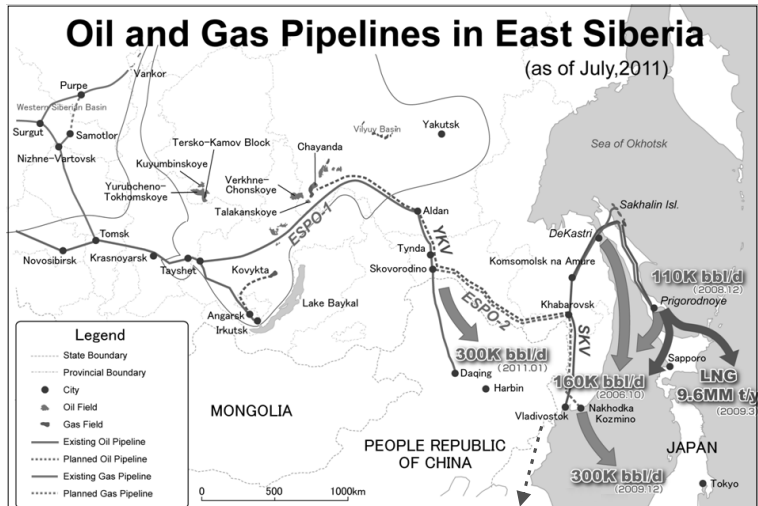 Oil and Gas Pipelines in East Siberia
(as of July,2011)
Vankor
Purpe
Western Siberian Basin
Surgut
Samotlor
Nizhne-Vartovsk
Tersko-Kamov Block
Kuyumbinskoye
Yurubcheno-
Tokhomskoye
Verkhne-
Chonskoye
Chayanda
Vilyuy Basin
Yakutsk
Talakanskoye
ESPO-1
Aldan
YKV
Tynda
Skovorodino
ESPO-2
Sea of Okhotsk
Sakhalin Isl.
DeKastri
Komsomolsk na Amure
Khabarovsk
SKV
110K bbl/d
(2008.12)
Prigorodnoye
Tomsk
Novosibirsk
Krasnoyarsk
Tayshet
Kovykta
Angarsk
Irkutsk
Lake Baykal
300K bbl/d
(2011.01)
Daqing
Harbin
160K bbl/d
(2006.10)
Sapporo
LNG
9.6MM t/y
(2009.3)
Vladivostok
Nakhodka
Kozmino
MONGOLIA
PEOPLE REPUBLIC
OF CHINA
JAPAN
300K bbl/d
(2009.12)
Tokyo
Legend
State Boundary
Provincial Boundary
City
Oil Field
Gas Field
Existing Oil Pipeline
Planned Oil Pipeline
Existing Gas Pipeline
Planned Gas Pipeline
0 500 1000km